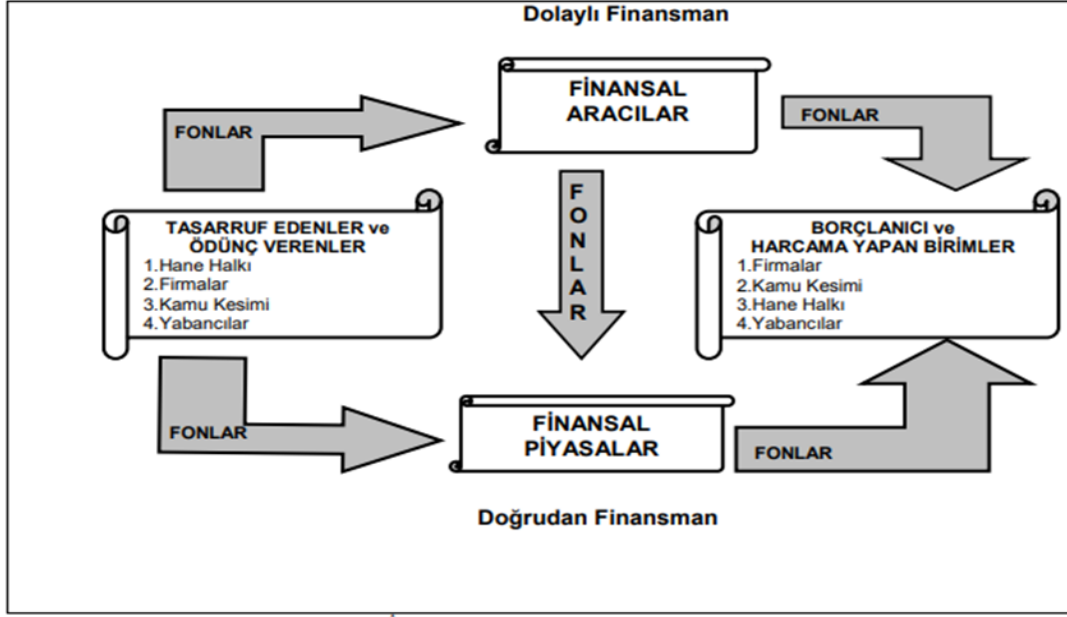 Dolaylı Finansman
FİNANSAL
ARACILAR
FONLAR
FONLAR
FONLAR
TASARRUF EDENLER ve
ÖDÜNÇ VERENLER
1.Hane Halkı
2.Firmalar
3.Kamu Kesimi
4.Yabancılar
BORÇLANICI ve
HARCAMA YAPAN BİRİMLER
1.Firmalar
2.Kamu Kesimi
3.Hane Halkı
4.Yabancılar
FONLAR
FİNANSAL
PİYASALAR
FONLAR
Doğrudan Finansman